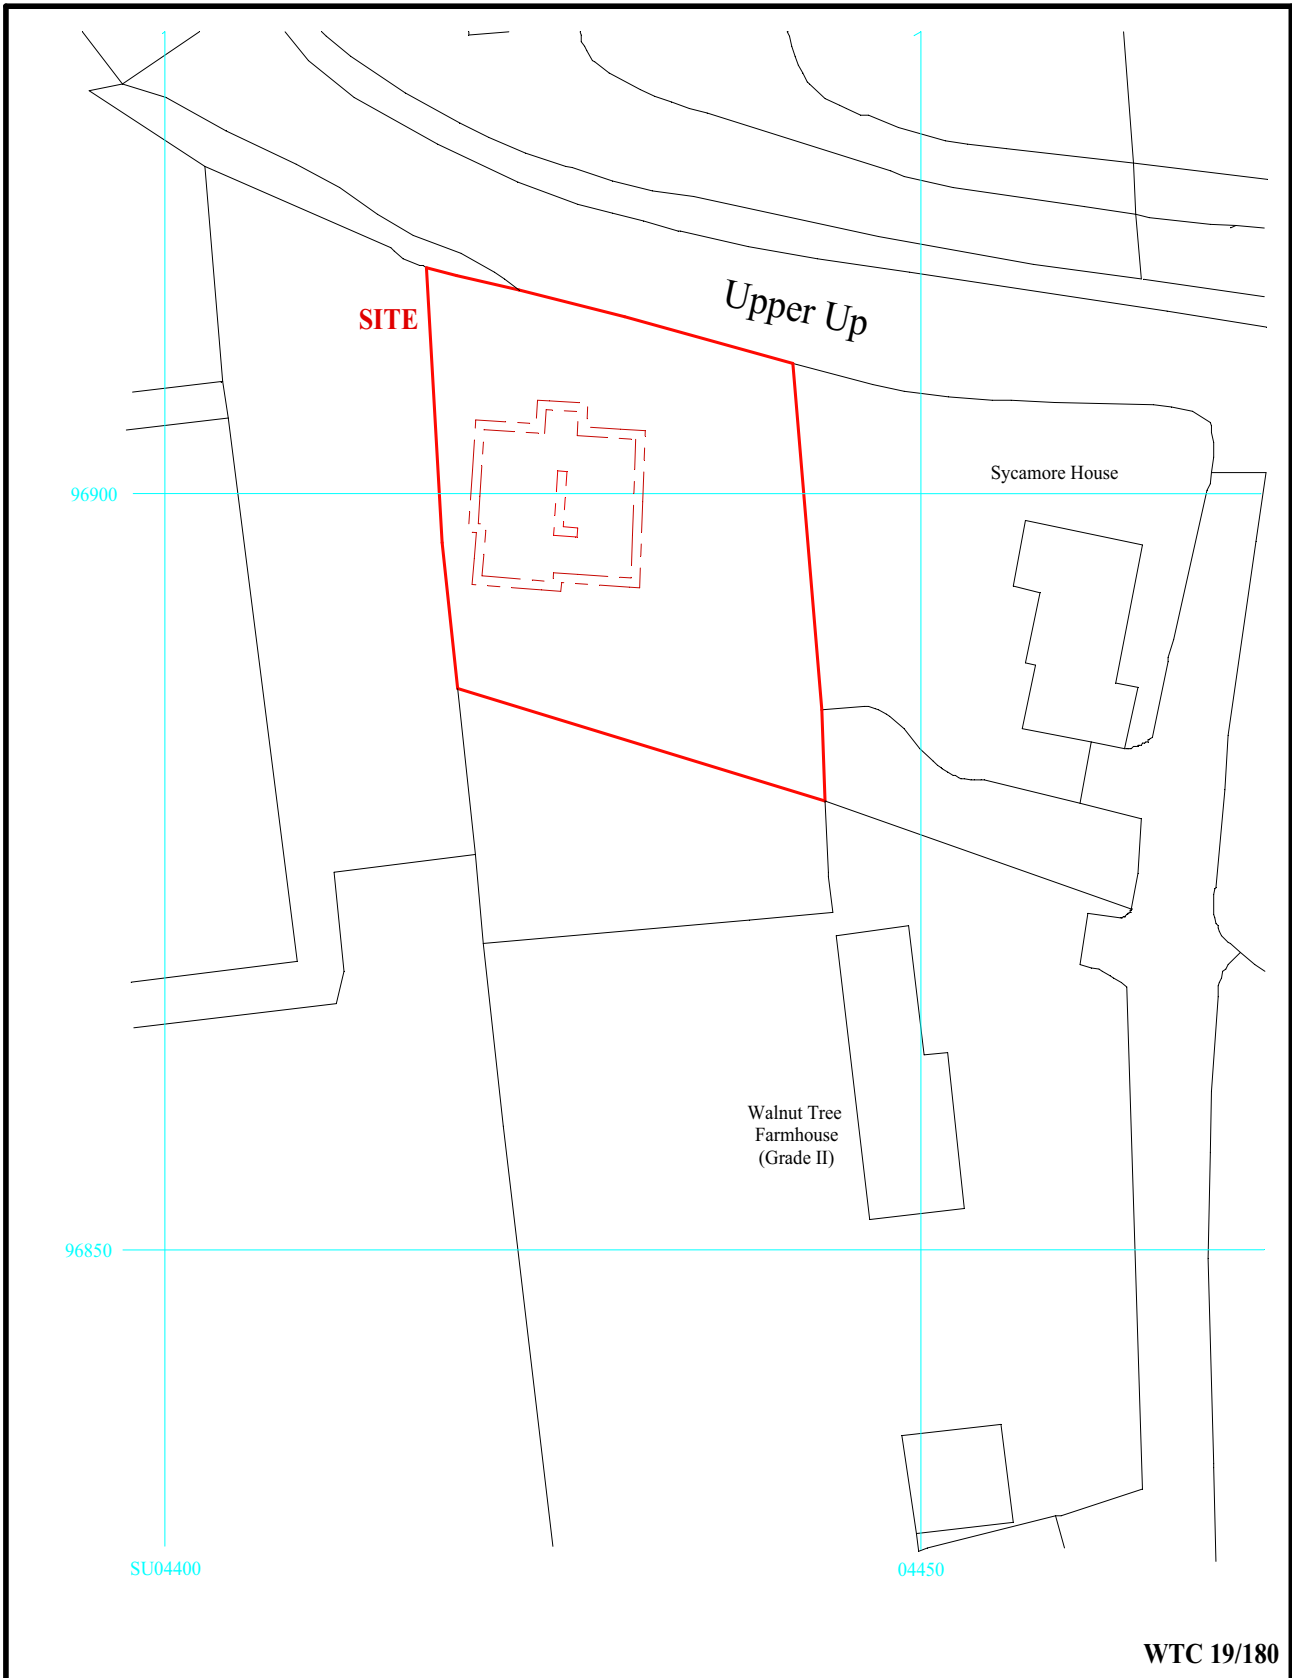 Upper Up
SITE
Sycamore House
96900
Walnut Tree
Farmhouse
(Grade II)
96850
SU04400
04450
WTC 19/180